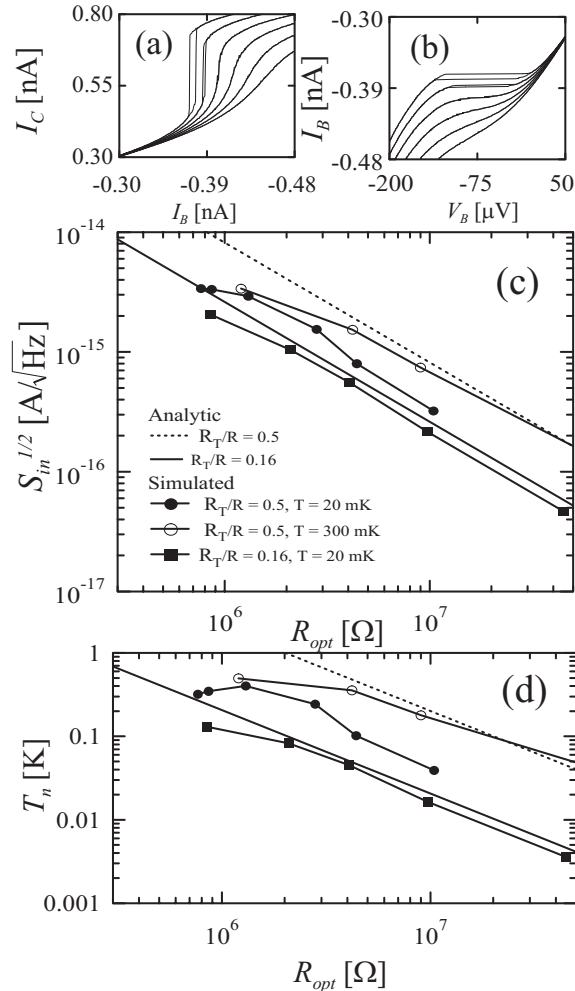 (a)
I_C [nA]
0.80
0.55
0.30
-0.30
-0.39
-0.48
I_B [nA]
(b)
I_B [nA]
-0.30
-0.39
-0.48
-200
-75
50
V_B [μV]
(c)
S_in^1/2 [A/√Hz]
10^-14
10^-15
10^-16
10^-17
Analytic
R_T/R = 0.5
R_T/R = 0.16
Simulated
R_T/R = 0.5, T = 20 mK
R_T/R = 0.5, T = 300 mK
R_T/R = 0.16, T = 20 mK
10^6
10^7
R_opt [Ω]
(d)
T_n [K]
1
0.1
0.01
0.001
10^6
10^7
R_opt [Ω]